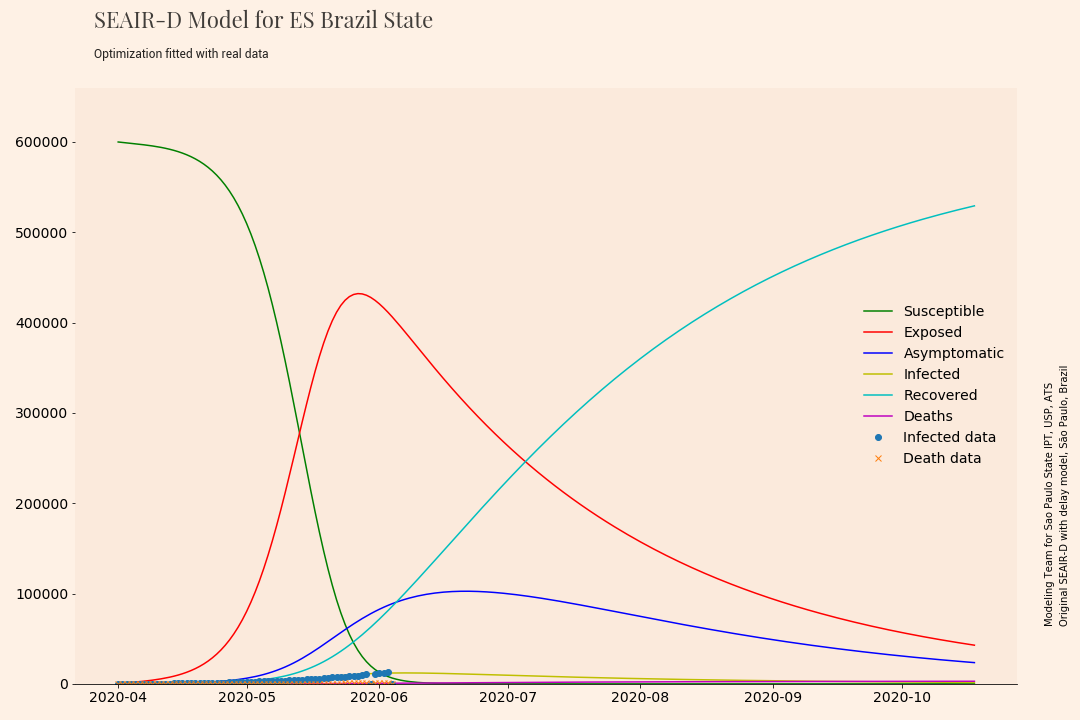 SEAIR-D Model for ES Brazil State
Optimization fitted with real data
600000
500000
400000
300000
200000
100000
0
2020-04
2020-05
2020-06
2020-07
2020-08
2020-09
2020-10
Susceptible
Exposed
Asymptomatic
Infected
Recovered
Deaths
Infected data
Death data
Modeling Team for Sao Paulo State IPT, USP, ATS
Original SEAIR-D with delay model, São Paulo, Brazil